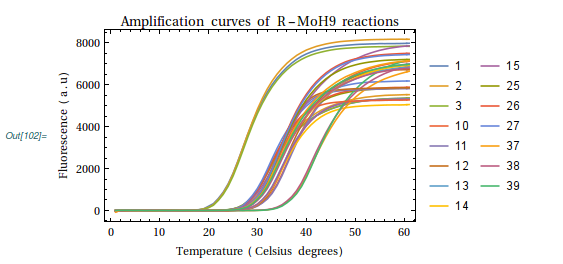 Amplification curves of R-MoH9 reactions
Out[102]=
Fluorescence (a.u)
8000
6000
4000
2000
0
0 10 20 30 40 50 60
Temperature (Celsius degrees)
1 15
2 25
3 26
10 27
11 37
12 38
13 39
14